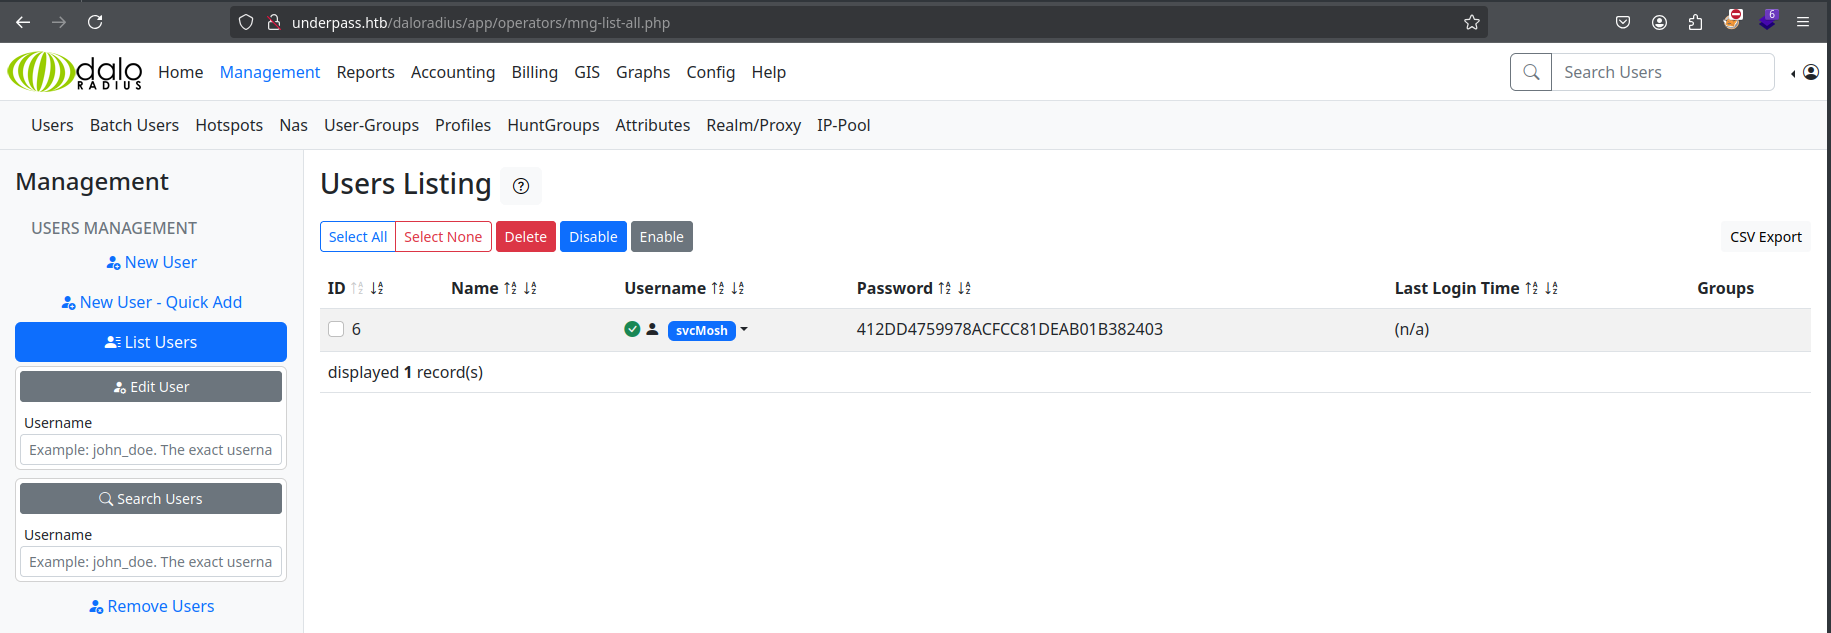 underpass.htb/daloradius/app/operators/mng-list-all.php
6
dalo RADIUS Home Management Reports Accounting Billing GIS Graphs Config Help Search Users
Users Batch Users Hotspots Nas User-Groups Profiles HuntGroups Attributes Realm/Proxy IP-Pool
Management
USERS MANAGEMENT
New User
New User - Quick Add
List Users
Edit User
Username
Example: john_doe. The exact userna
Search Users
Username
Example: john_doe. The exact userna
Remove Users
Users Listing
Select All Select None Delete Disable Enable CSV Export
ID Name Username Password Last Login Time Groups
6 svcMosh 412DD4759978ACFCC81DEAB01B382403 (n/a)
displayed 1 record(s)